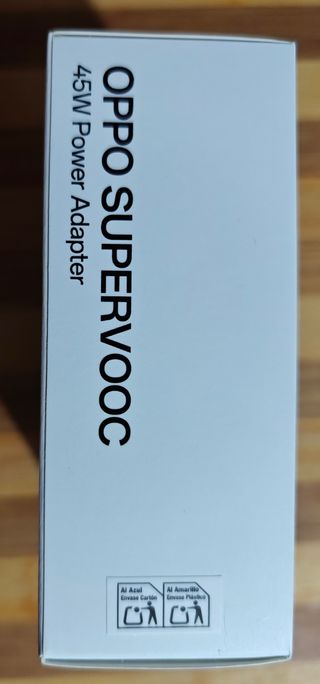 OPPO SUPERVOOC
45W Power Adapter
Al Azul
Envase Cartón
Al Amarillo
Envase Plástico